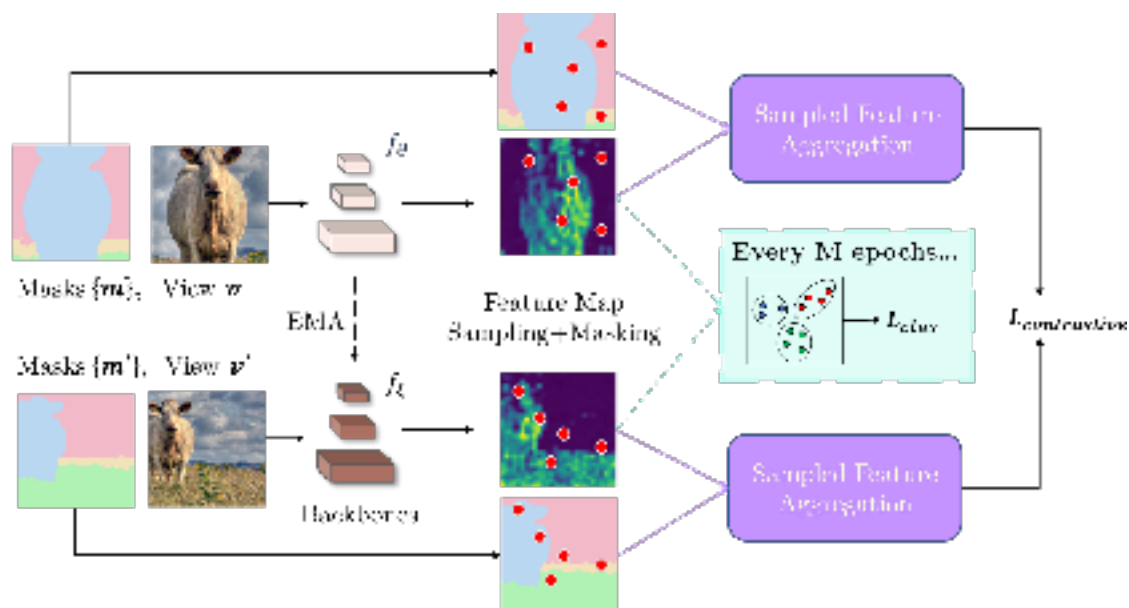 Sampled Feature
Aggregation
f_θ
Masks {m}, View v
Every M epochs...
L_clus
EMA
Feature Map
Sampling+Masking
L_contrastive
Masks {m'}, View v'
f_ξ
Sampled Feature
Aggregation
Backbones